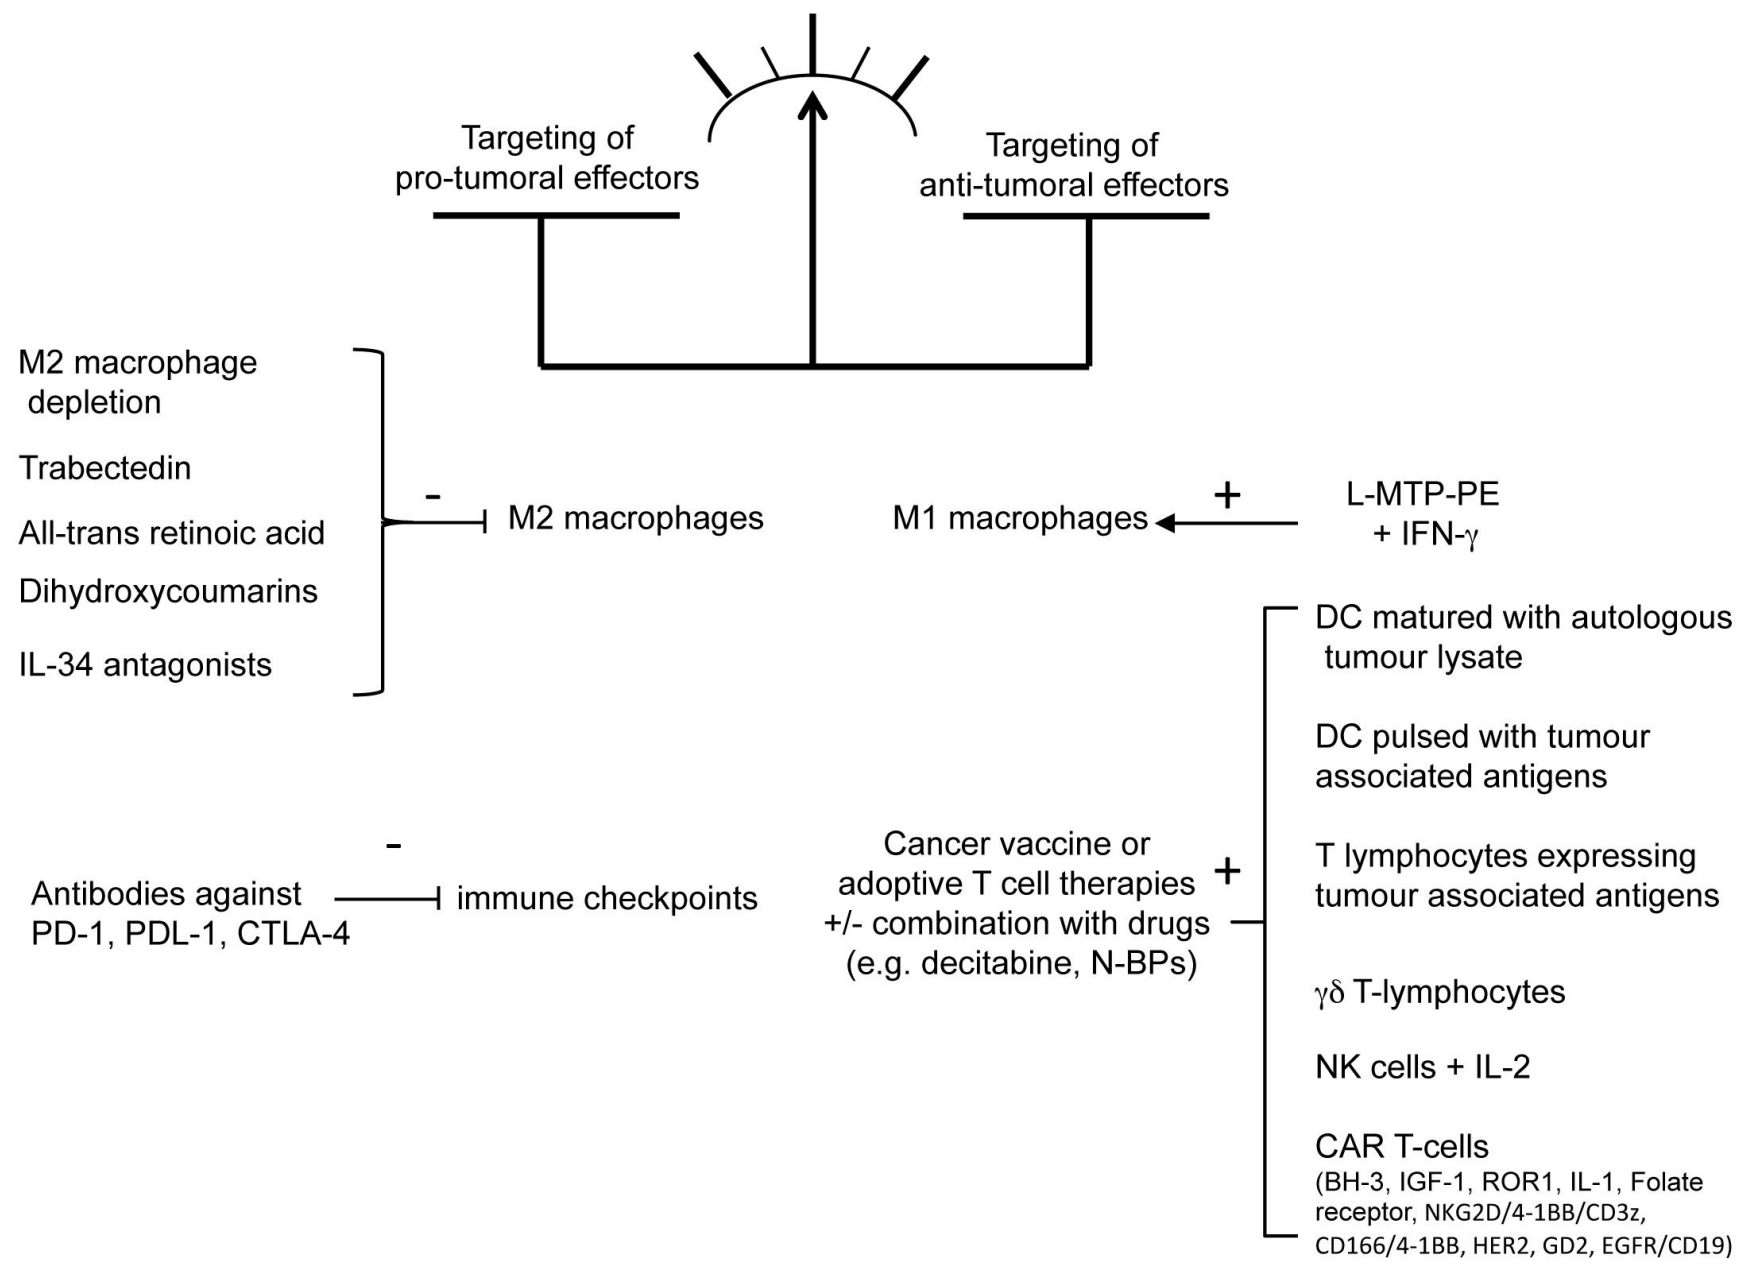 Targeting of
pro-tumoral effectors
Targeting of
anti-tumoral effectors
M2 macrophage
depletion
Trabectedin
All-trans retinoic acid
Dihydroxycoumarins
IL-34 antagonists
-
M2 macrophages
M1 macrophages
+
L-MTP-PE
+ IFN-γ
Antibodies against
PD-1, PDL-1, CTLA-4
-
immune checkpoints
Cancer vaccine or
adoptive T cell therapies
+/- combination with drugs
(e.g. decitabine, N-BPs)
+
DC matured with autologous
tumour lysate
DC pulsed with tumour
associated antigens
T lymphocytes expressing
tumour associated antigens
γδ T-lymphocytes
NK cells + IL-2
CAR T-cells
(BH-3, IGF-1, ROR1, IL-1, Folate
receptor, NKG2D/4-1BB/CD3z,
CD166/4-1BB, HER2, GD2, EGFR/CD19)